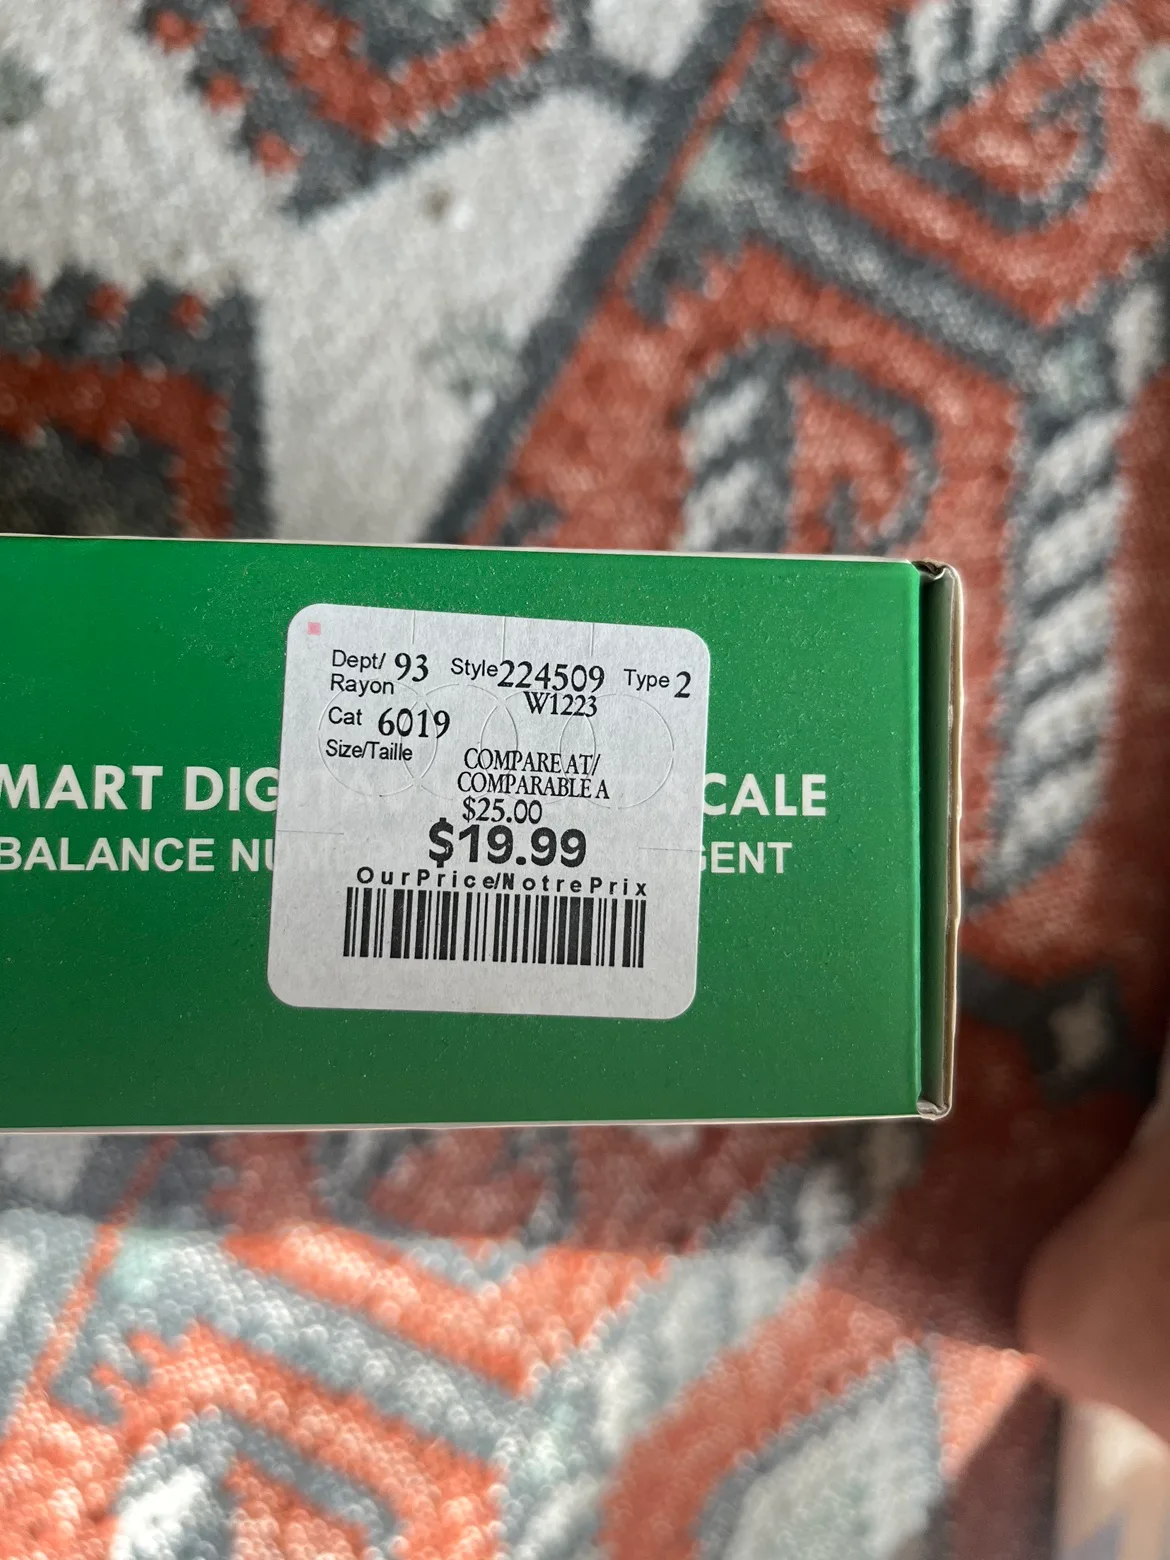 Dept/ 93 Style 224509 Type 2
Rayon
W1223
Cat 6019
Size/Taille
COMPARE AT/
COMPARABLE A
$25.00
$19.99
OurPrice/NotrePrix
MART DIG CALE
BALANCE NU GENT